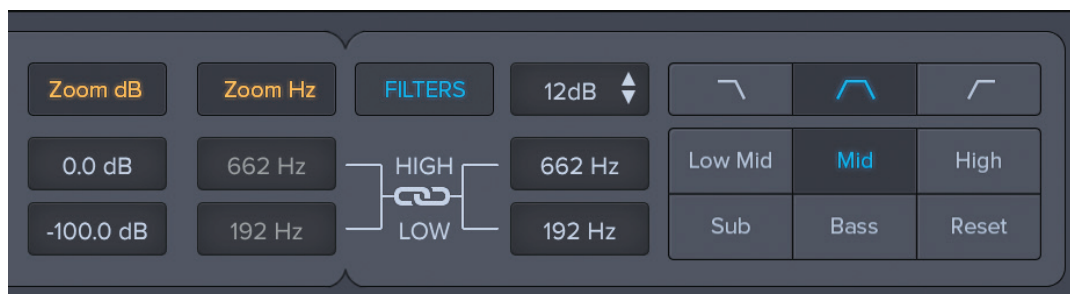 Zoom dB
Zoom Hz
FILTERS
12dB
0.0 dB
662 Hz
HIGH
662 Hz
Low Mid
Mid
High
-100.0 dB
192 Hz
LOW
192 Hz
Sub
Bass
Reset